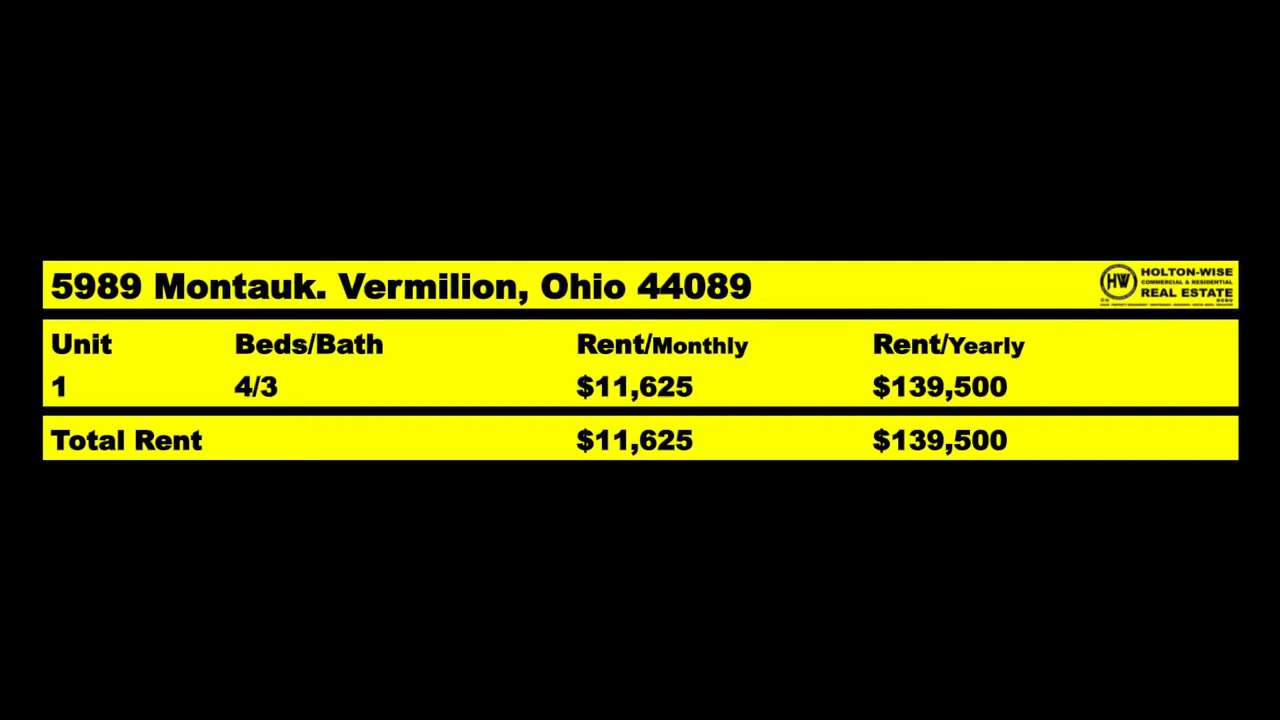 5989 Montauk. Vermilion, Ohio 44089
HOLTON-WISE
COMMERCIAL & RESIDENTIAL
REAL ESTATE
HW
Unit Beds/Bath Rent/Monthly Rent/Yearly
1 4/3 $11,625 $139,500
Total Rent $11,625 $139,500